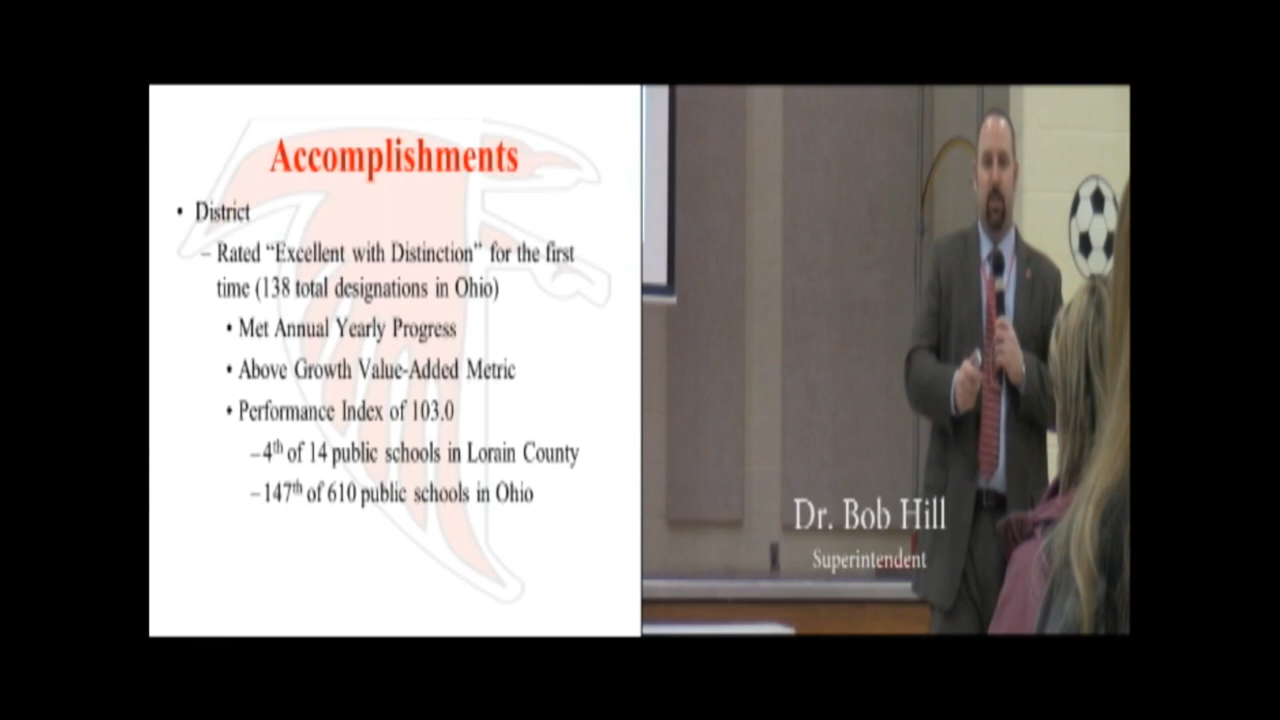 Accomplishments
• District
– Rated “Excellent with Distinction” for the first
time (138 total designations in Ohio)
• Met Annual Yearly Progress
• Above Growth Value-Added Metric
• Performance Index of 103.0
–4th of 14 public schools in Lorain County
–147th of 610 public schools in Ohio
Dr. Bob Hill
Superintendent